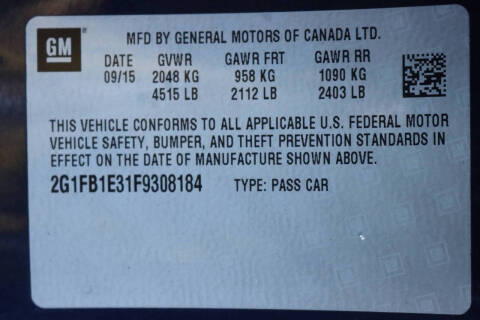 GM
MFD BY GENERAL MOTORS OF CANADA LTD.
DATE GVWR GAWR FRT GAWR RR
09/15 2048 KG 958 KG 1090 KG
4515 LB 2112 LB 2403 LB
THIS VEHICLE CONFORMS TO ALL APPLICABLE U.S. FEDERAL MOTOR
VEHICLE SAFETY, BUMPER, AND THEFT PREVENTION STANDARDS IN
EFFECT ON THE DATE OF MANUFACTURE SHOWN ABOVE.
2G1FB1E31F9308184 TYPE: PASS CAR